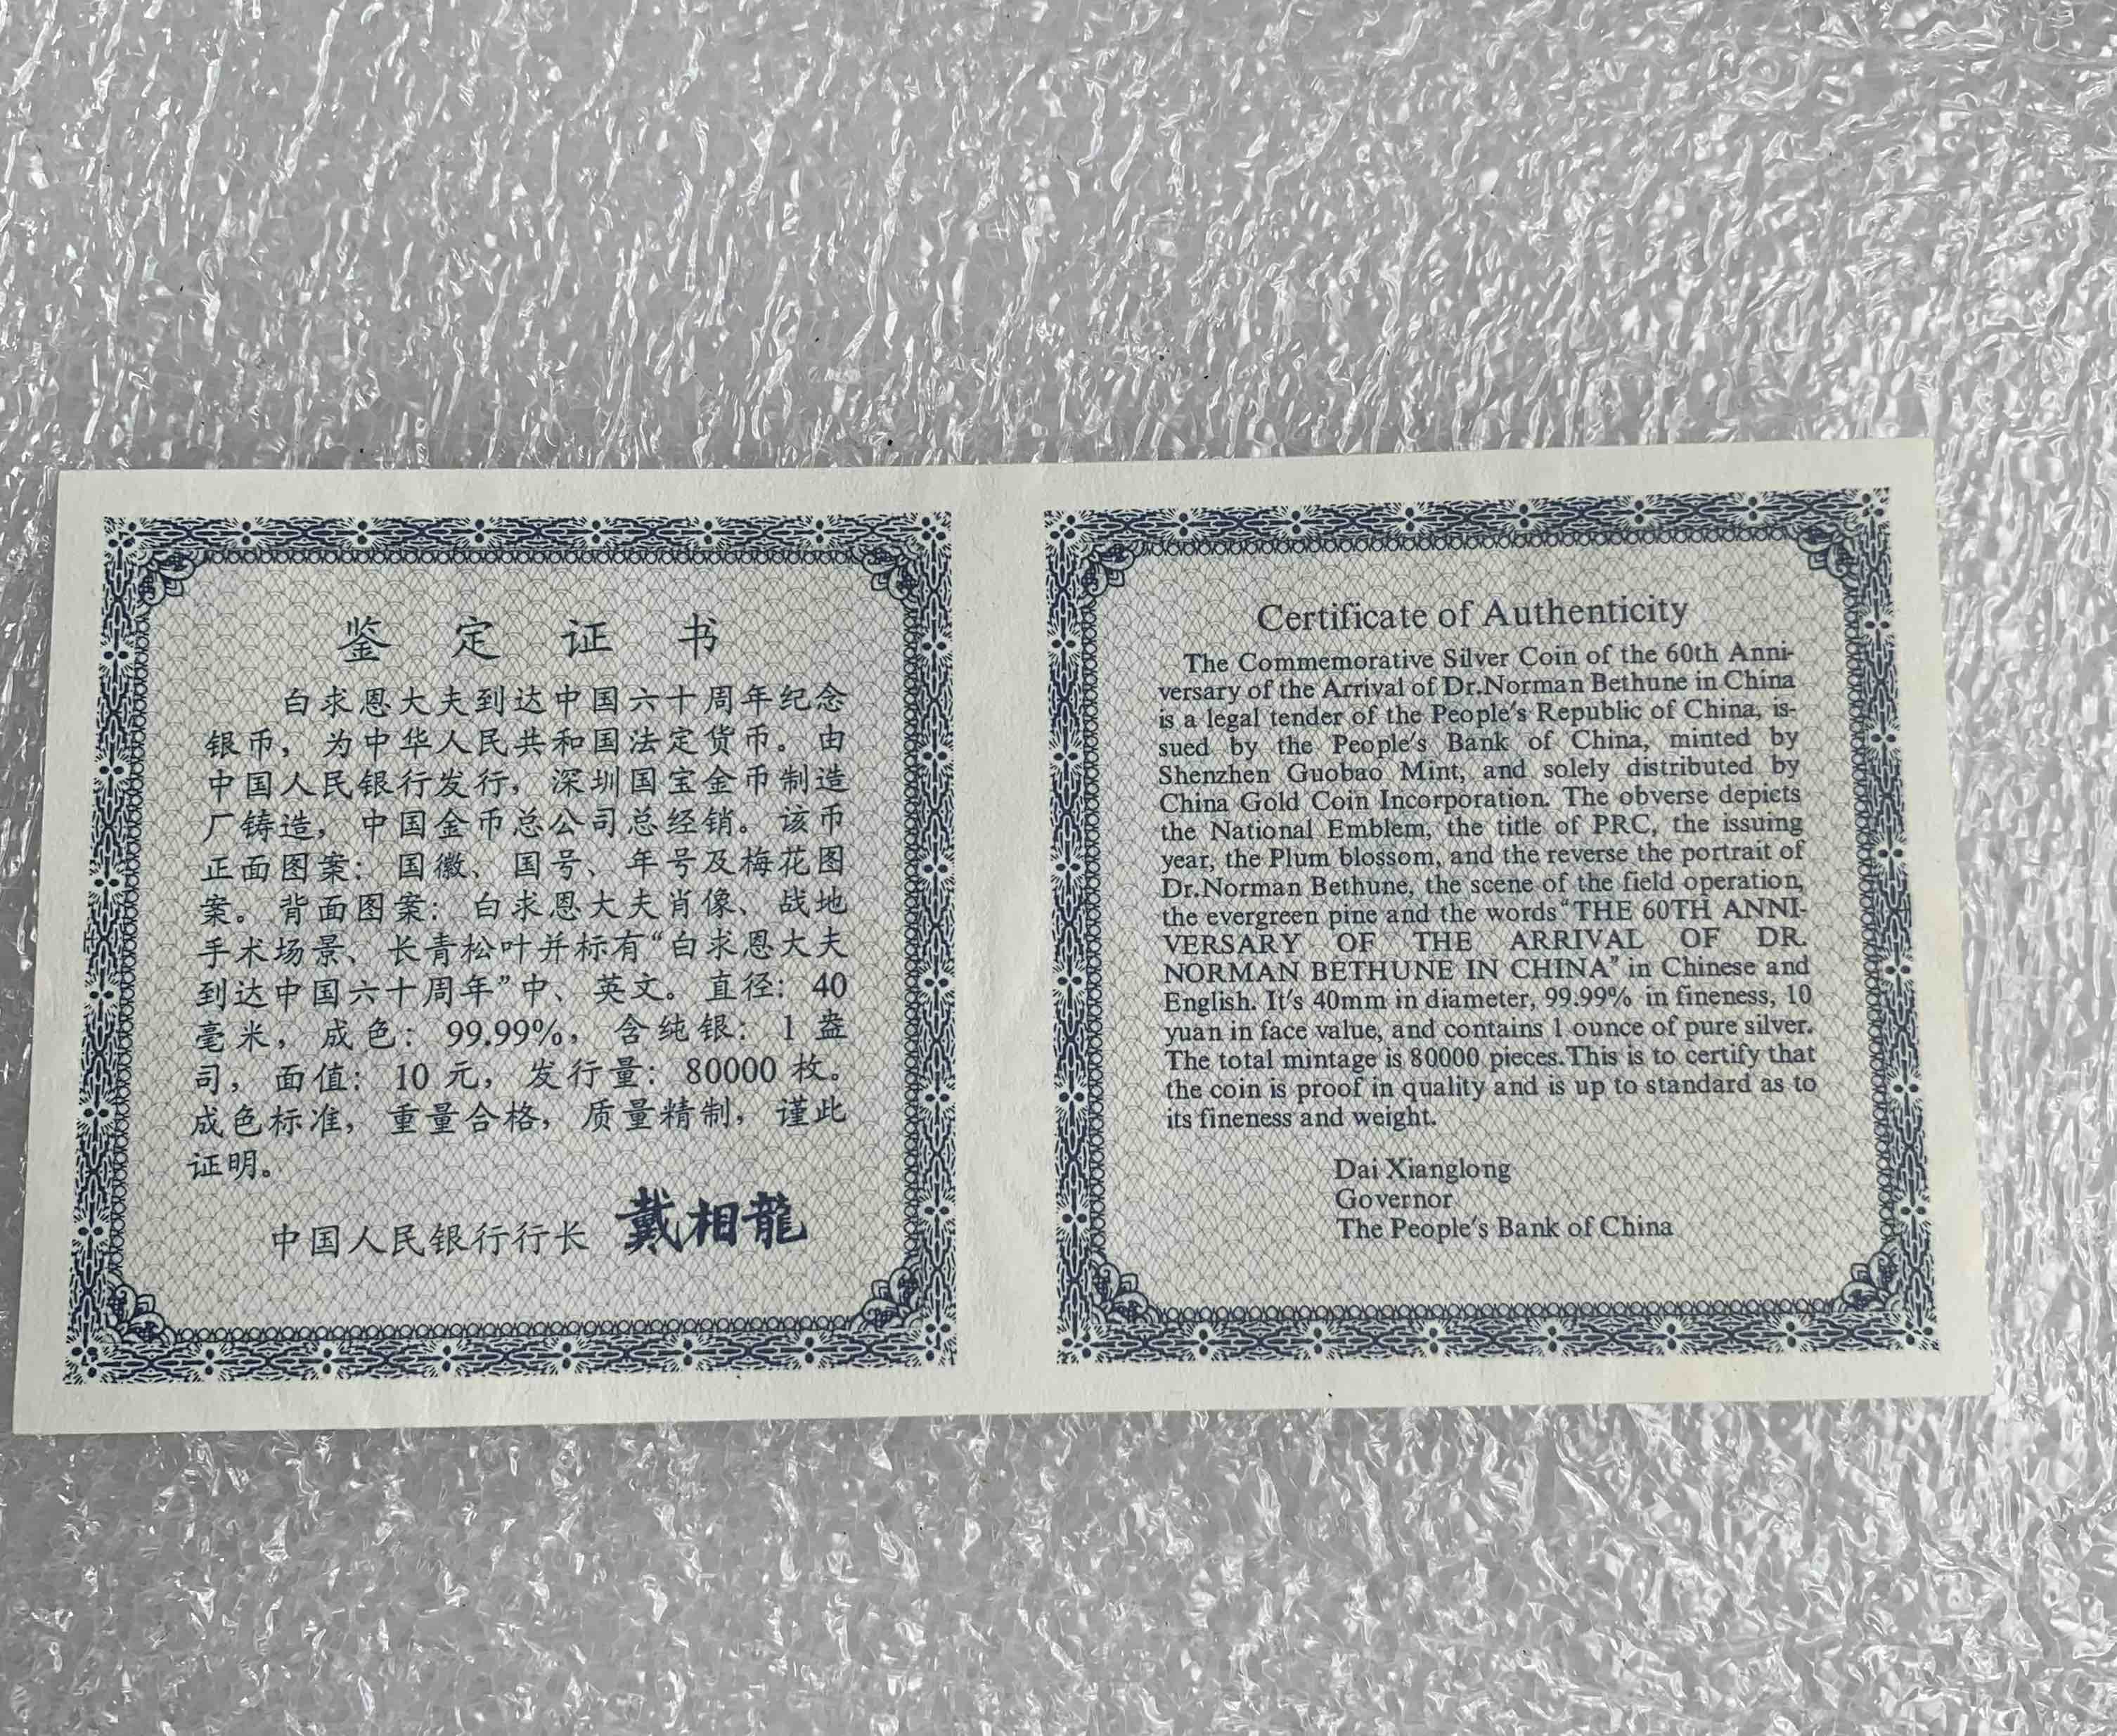 鉴定证书
白求恩大夫到达中国六十周年纪念
银币，为中华人民共和国法定货币。由
中国人民银行发行，深圳国宝金币制造
厂铸造，中国金币总公司总经销。该币
正面图案：国徽、国号、年号及梅花图
案。背面图案：白求恩大夫肖像、战地
手术场景、长青松叶并标有“白求恩大夫
到达中国六十周年”中、英文。直径：40
毫米，成色：99.99%，含纯银：1盎
司，面值：10元，发行量：80000枚。
成色标准，重量合格，质量精制，谨此
证明。
中国人民银行行长 戴相龍
Certificate of Authenticity
The Commemorative Silver Coin of the 60th Anni-
versary of the Arrival of Dr.Norman Bethune in China
is a legal tender of the People's Republic of China, is-
sued by the People's Bank of China, minted by
Shenzhen Guobao Mint, and solely distributed by
China Gold Coin Incorporation. The obverse depicts
the National Emblem, the title of PRC, the issuing
year, the Plum blossom, and the reverse the portrait of
Dr.Norman Bethune, the scene of the field operation,
the evergreen pine and the words “THE 60TH ANNI-
VERSARY OF THE ARRIVAL OF DR.
NORMAN BETHUNE IN CHINA” in Chinese and
English. It's 40mm in diameter, 99.99% in fineness, 10
yuan in face value, and contains 1 ounce of pure silver.
The total mintage is 80000 pieces.This is to certify that
the coin is proof in quality and is up to standard as to
its fineness and weight.
Dai Xianglong
Governor
The People's Bank of China